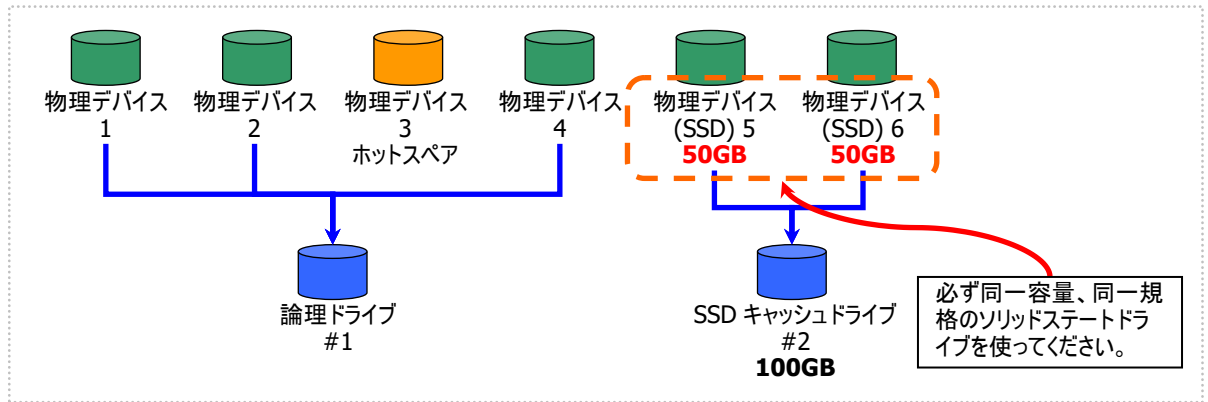 物理デバイス
1
物理デバイス
2
物理デバイス
3
ホットスペア
物理デバイス
4
物理デバイス
(SSD) 5
50GB
物理デバイス
(SSD) 6
50GB
論理ドライブ
#1
SSD キャッシュドライブ
#2
100GB
必ず同一容量、同一規
格のソリッドステートドラ
イブを使ってください。